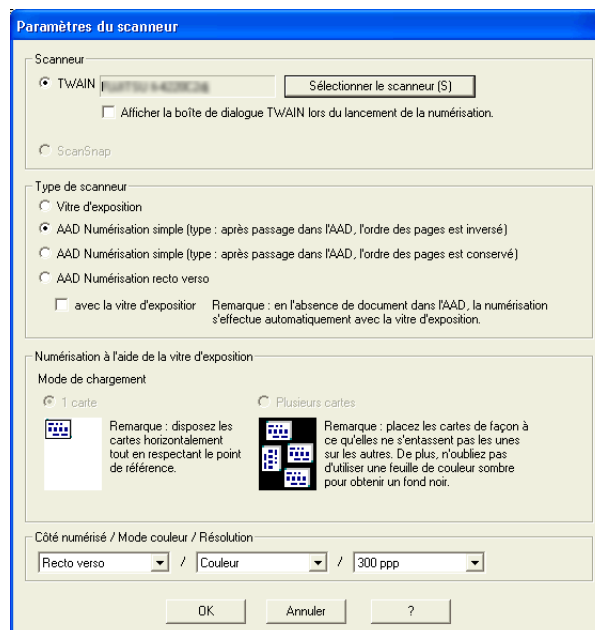 Paramètres du scanneur
Scanneur
TWAIN
Sélectionner le scanneur (S)
Afficher la boîte de dialogue TWAIN lors du lancement de la numérisation.
ScanSnap
Type de scanneur
Vitre d'exposition
AAD Numérisation simple (type : après passage dans l'AAD, l'ordre des pages est inversé)
AAD Numérisation simple (type : après passage dans l'AAD, l'ordre des pages est conservé)
AAD Numérisation recto verso
avec la vitre d'expositior
Remarque : en l'absence de document dans l'AAD, la numérisation
s'effectue automatiquement avec la vitre d'exposition.
Numérisation à l'aide de la vitre d'exposition
Mode de chargement
1 carte
Remarque : disposez les
cartes horizontalement
tout en respectant le point
de référence.
Plusieurs cartes
Remarque : placez les cartes de façon à
ce qu'elles ne s'entassent pas les unes
sur les autres. De plus, n'oubliez pas
d'utiliser une feuille de couleur sombre
pour obtenir un fond noir.
Côté numérisé / Mode couleur / Résolution
Recto verso / Couleur / 300 ppp
OK Annuler ?